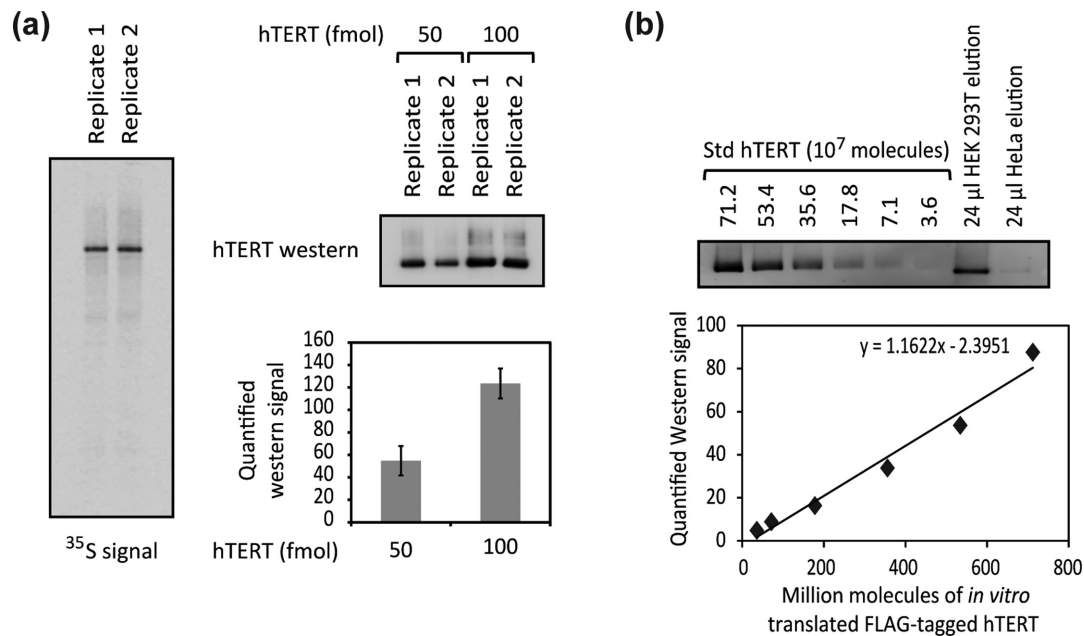 (a)
Replicate 1
Replicate 2
35S signal
hTERT (fmol)
50 100
Replicate 1
Replicate 2
Replicate 1
Replicate 2
hTERT western
Quantified
western signal
160
140
120
100
80
60
40
20
0
hTERT (fmol) 50 100
(b)
Std hTERT (10^7 molecules)
71.2
53.4
35.6
17.8
7.1
3.6
24 µl HEK 293T elution
24 µl HeLa elution
Quantified Western signal
100
80
60
40
20
0
y = 1.1622x - 2.3951
0 200 400 600 800
Million molecules of in vitro
translated FLAG-tagged hTERT